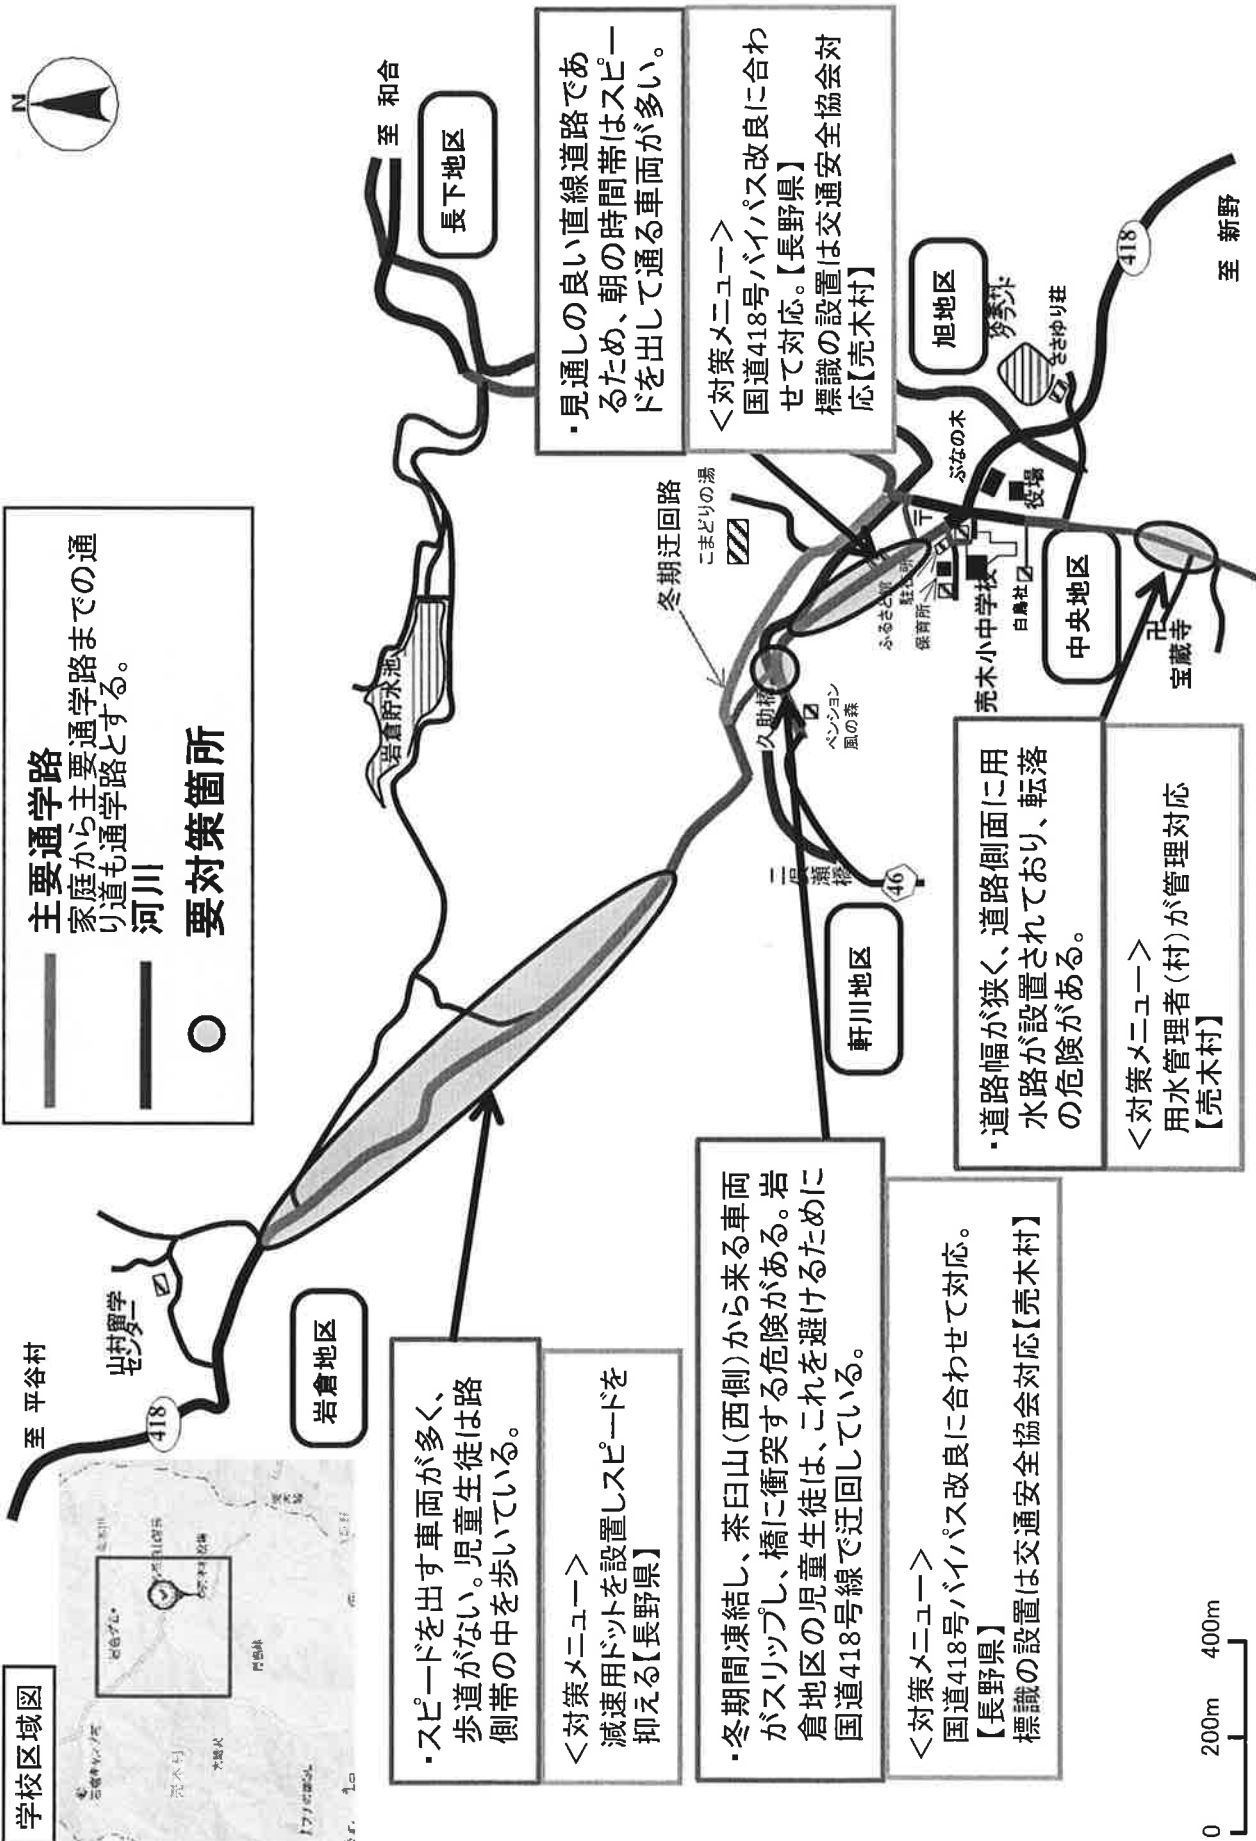 学校区域図
N
主要通学路
家庭から主要通学路までの通
り道も通学路とする。
河川
要対策箇所
至 平谷村
418
山村留学
センター
岩倉地区
岩倉貯水池
至 和合
長下地区
・スピードを出す車両が多く、
歩道がない。児童生徒は路
側帯の中を歩いている。
<対策メニュー>
減速用ドットを設置しスピードを
抑える【長野県】
・見通しの良い直線道路であ
るため、朝の時間帯はスピー
ドを出して通る車両が多い。
<対策メニュー>
国道418号バイパス改良に合わ
せて対応。【長野県】
標識の設置は交通安全協会対
応【売木村】
冬期迂回路
こまどりの湯
久助橋
ペンション
風の森
二俣瀬橋
46
軒川地区
ふるさと館
駐在所
保育所
〒
売木小中学校
白鳥社
役場
ぶなの木
旭地区
グランド
ささゆり荘
418
至 新野
中央地区
卍
宝蔵寺
・冬期間凍結し、茶臼山(西側)から来る車両
がスリップし、橋に衝突する危険がある。岩
倉地区の児童生徒は、これを避けるために
国道418号線で迂回している。
<対策メニュー>
国道418号バイパス改良に合わせて対応。
【長野県】
標識の設置は交通安全協会対応【売木村】
・道路幅が狭く、道路側面に用
水路が設置されており、転落
の危険がある。
<対策メニュー>
用水管理者(村)が管理対応
【売木村】
0 200m 400m